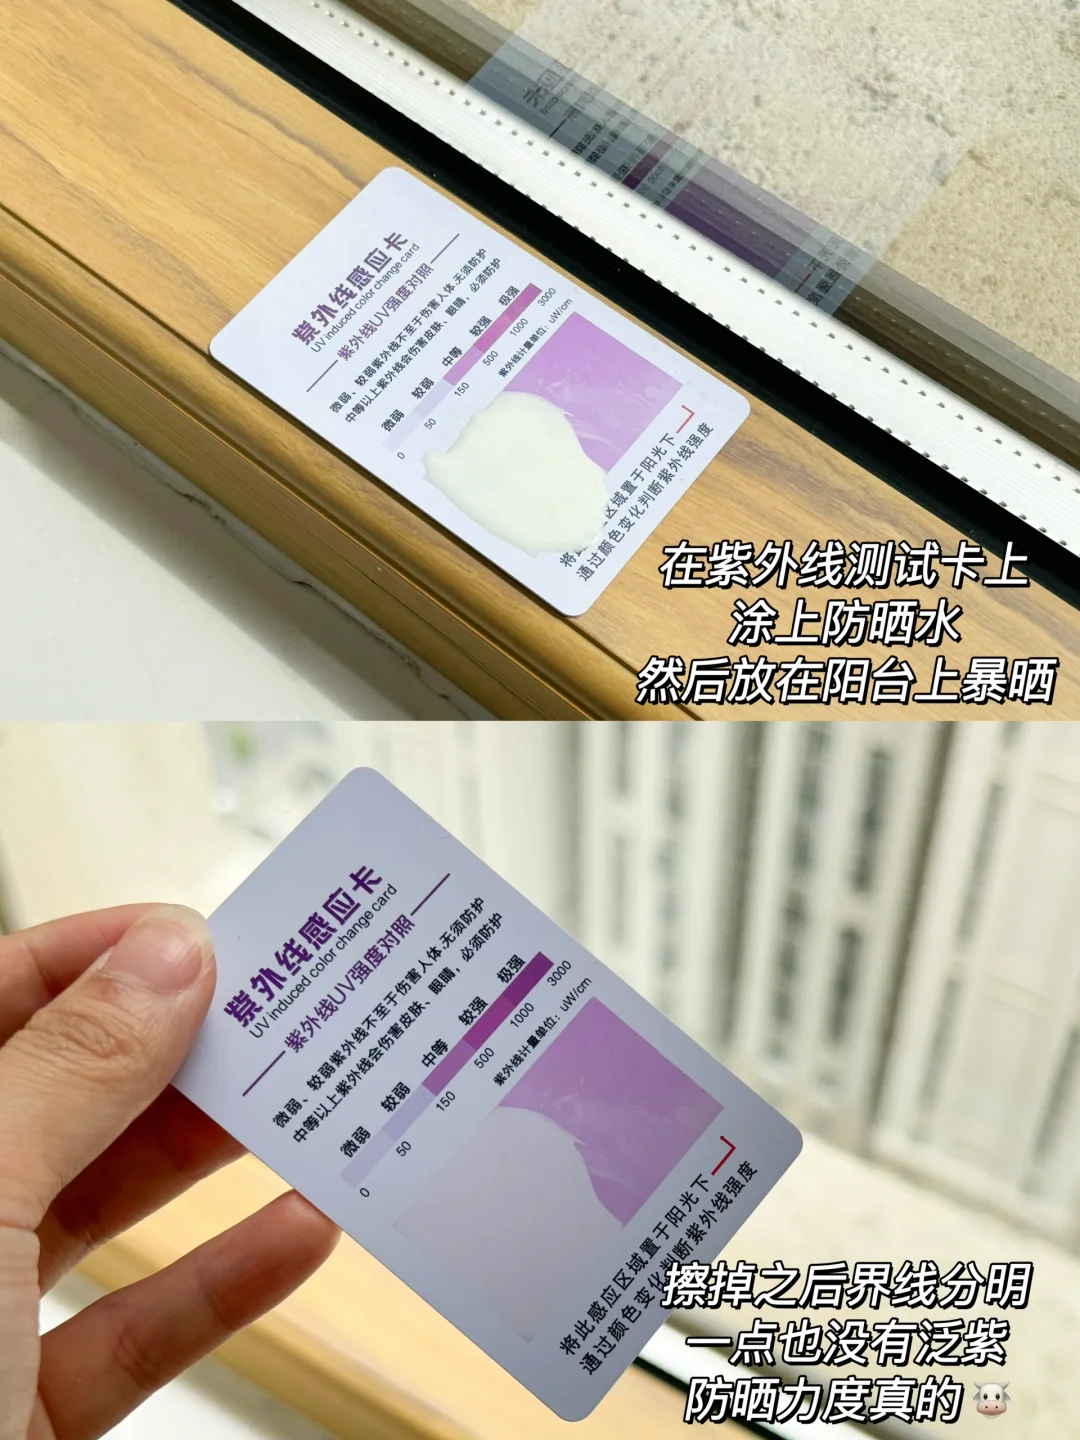 紫外线感应卡
UV induced color change card
紫外线UV强度对照
微弱、较弱紫外线不至于伤害人体、无须防护
中等以上紫外线会伤害皮肤、眼睛，必须防护
微弱 较弱 中等 较强 极强
0 50 150 500 1000 3000
紫外线计量单位：uW/cm
区域置于阳光下
通过颜色变化判断紫外线强度
在紫外线测试卡上
涂上防晒水
然后放在阳台上暴晒
紫外线感应卡
UV induced color change card
紫外线UV强度对照
微弱、较弱紫外线不至于伤害人体、无须防护
中等以上紫外线会伤害皮肤、眼睛，必须防护
微弱 较弱 中等 较强 极强
0 50 150 500 1000 3000
紫外线计量单位：uW/cm
将此感应区域置于阳光下
通过颜色变化判断紫外线强度
擦掉之后界线分明
一点也没有泛紫
防晒力度真的🐮